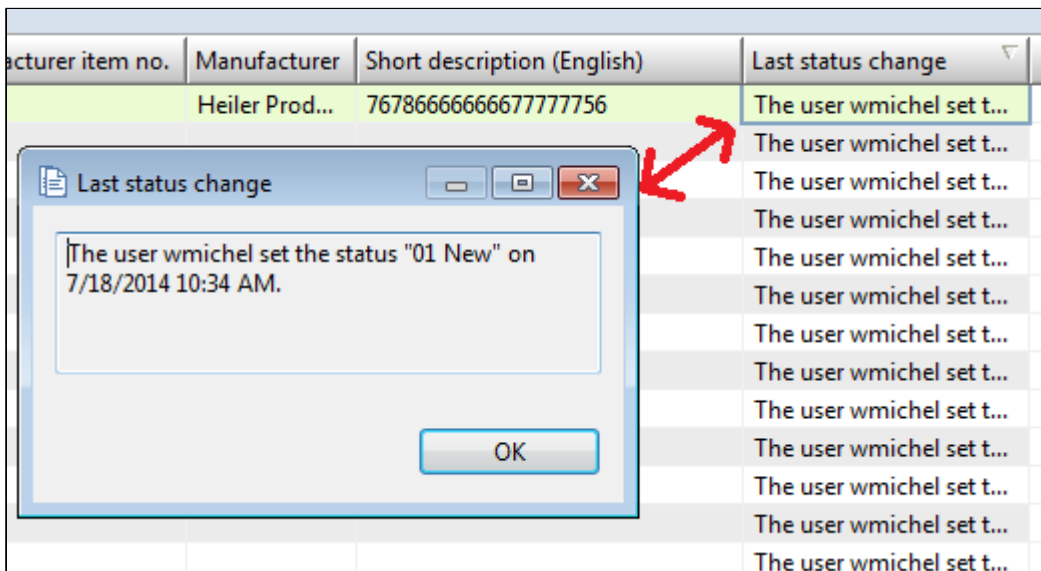 acturer item no. Manufacturer Short description (English) Last status change
Heiler Prod... 76786666666677777756 The user wmichel set t...
The user wmichel set t...
Last status change The user wmichel set t...
The user wmichel set t...
The user wmichel set the status "01 New" on The user wmichel set t...
7/18/2014 10:34 AM. The user wmichel set t...
The user wmichel set t...
The user wmichel set t...
The user wmichel set t...
OK The user wmichel set t...
The user wmichel set t...
The user wmichel set t...
The user wmichel set t...